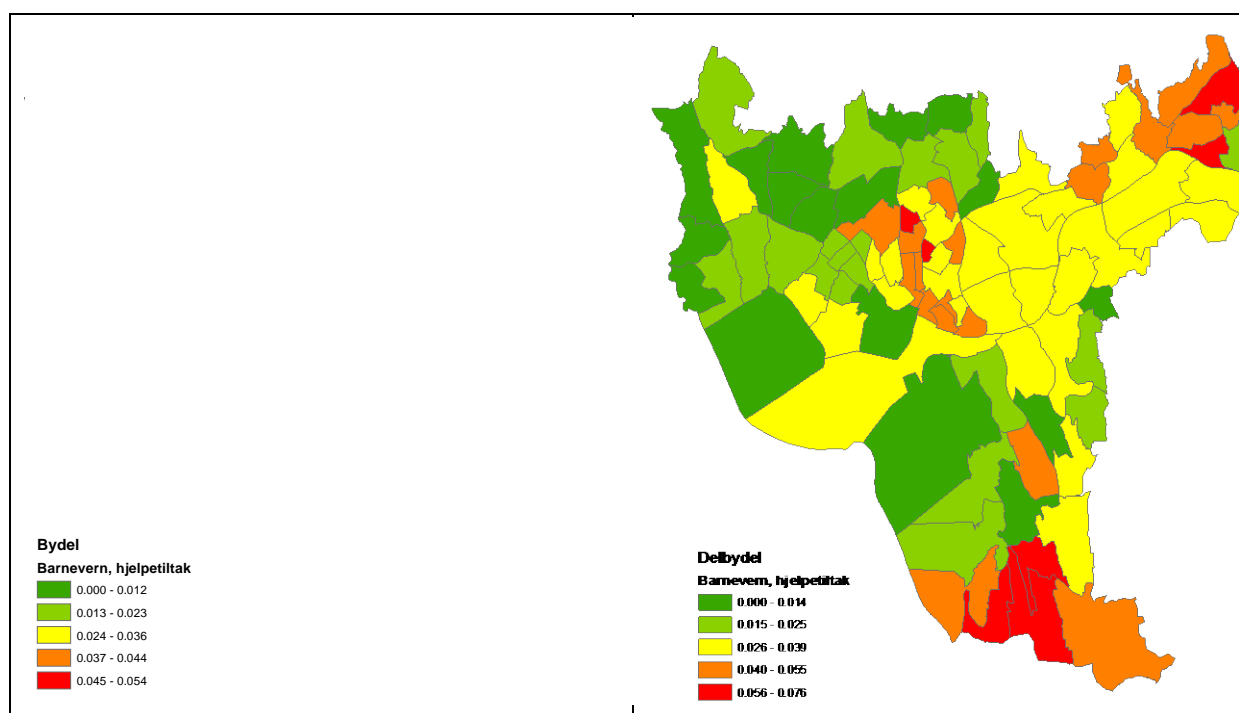 Bydel
Barnevern, hjelpetiltak
0.000 - 0.012
0.013 - 0.023
0.024 - 0.036
0.037 - 0.044
0.045 - 0.054
Delbydel
Barnevern, hjelpetiltak
0.000 - 0.014
0.015 - 0.025
0.026 - 0.039
0.040 - 0.055
0.056 - 0.076